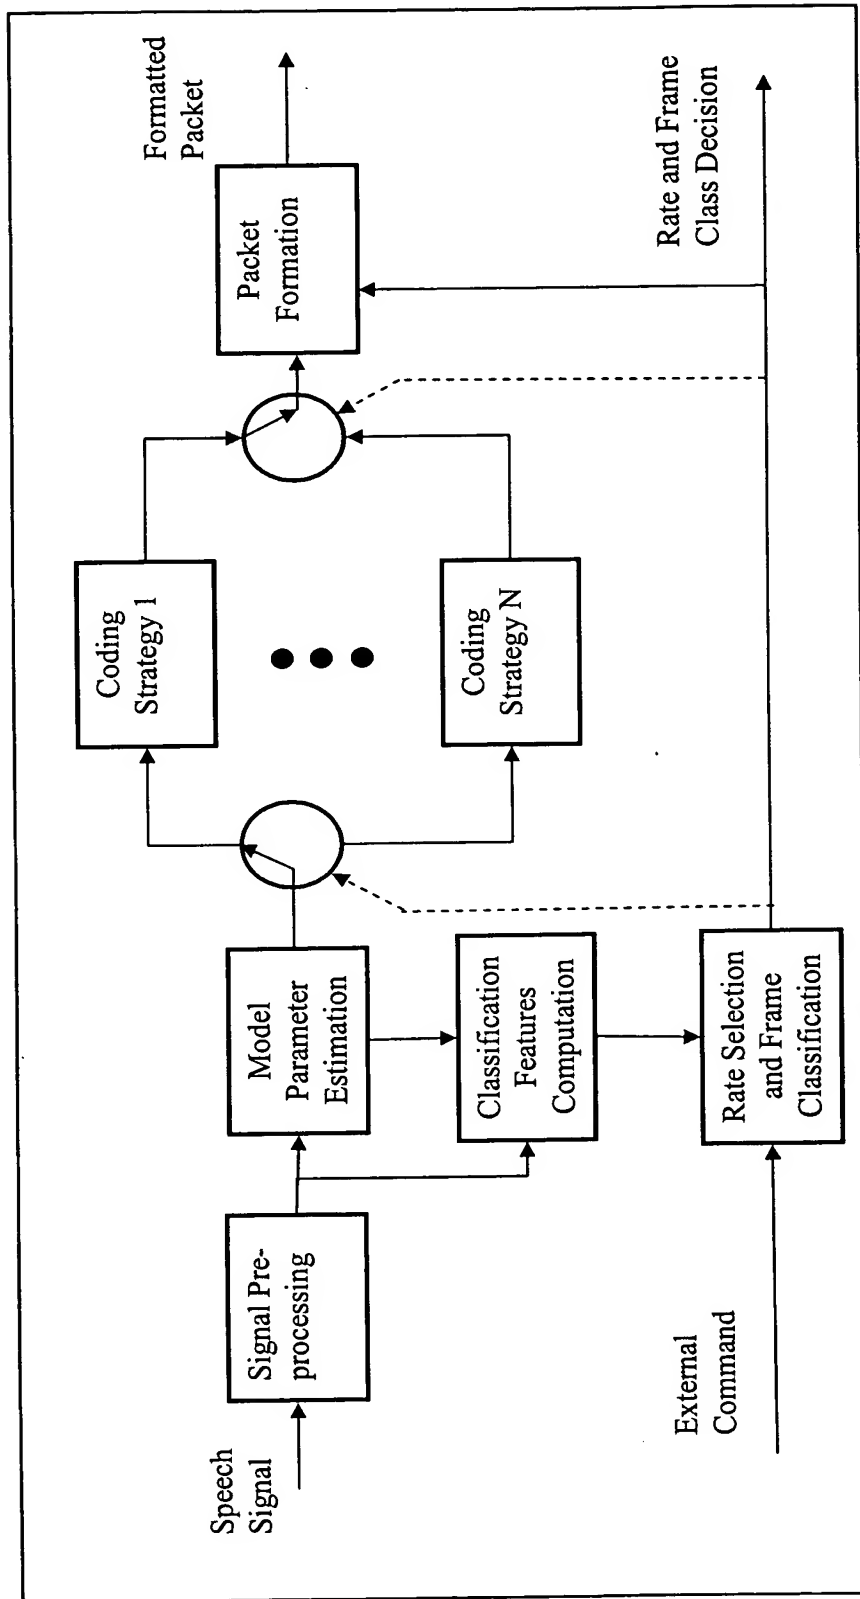 Speech
Signal
Signal Pre-
processing
Model
Parameter
Estimation
Classification
Features
Computation
External
Command
Rate Selection
and Frame
Classification
Coding
Strategy 1
Coding
Strategy N
Packet
Formation
Formatted
Packet
Rate and Frame
Class Decision